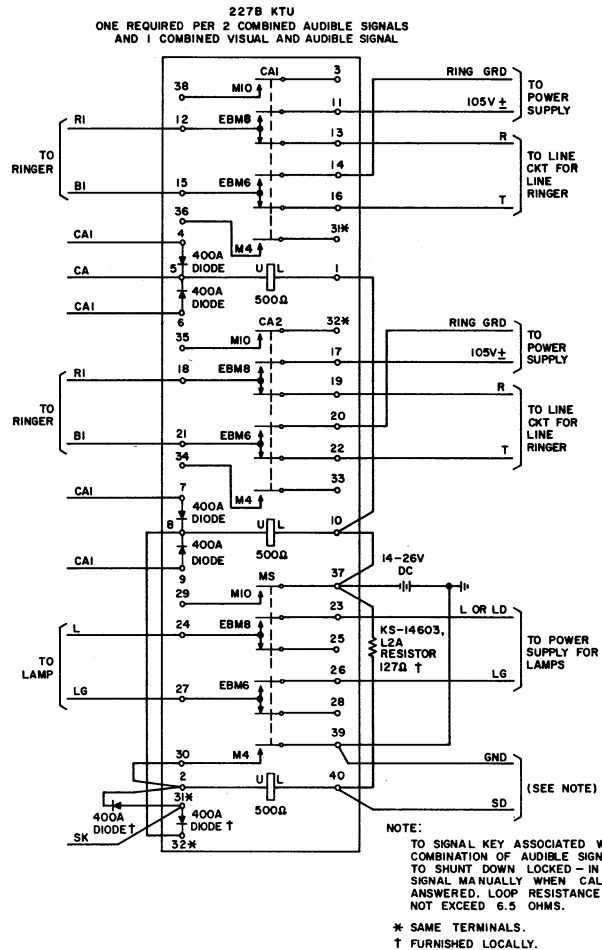 227B KTU
ONE REQUIRED PER 2 COMBINED AUDIBLE SIGNALS
AND 1 COMBINED VISUAL AND AUDIBLE SIGNAL
CA1
3
RING GRD
38
M10
TO
POWER
SUPPLY
11
105V ±
R1
12
EBM8
13
R
TO
RINGER
14
TO LINE
CKT FOR
LINE
RINGER
B1
15
EBM6
16
T
36
31*
CA1
4
M4
400A
DIODE
CA
5
U L
1
400A
DIODE
500Ω
CA1
6
CA2
32*
RING GRD
35
M10
TO
POWER
SUPPLY
17
105V±
R1
18
EBM8
19
R
TO
RINGER
20
TO LINE
CKT FOR
LINE
RINGER
B1
21
EBM6
22
T
34
33
CA1
7
M4
400A
DIODE
8
U L
10
400A
DIODE
500Ω
14-26V
DC
CA1
9
MS
37
29
M10
23
L OR LD
L
24
EBM8
KS-14603,
L2A
RESISTOR
127Ω †
25
TO POWER
SUPPLY FOR
LAMPS
TO
LAMP
26
LG
LG
27
EBM6
28
30
M4
39
GND
2
U L
40
(SEE NOTE)
31*
500Ω
SD
400A
DIODE†
400A
DIODE †
SK
32*
NOTE:
TO SIGNAL KEY ASSOCIATED
COMBINATION OF AUDIBLE
TO SHUNT DOWN LOCKED-IN
SIGNAL MANUALLY WHEN
ANSWERED. LOOP RESISTANCE
NOT EXCEED 6.5 OHMS.
* SAME TERMINALS.
† FURNISHED LOCALLY.